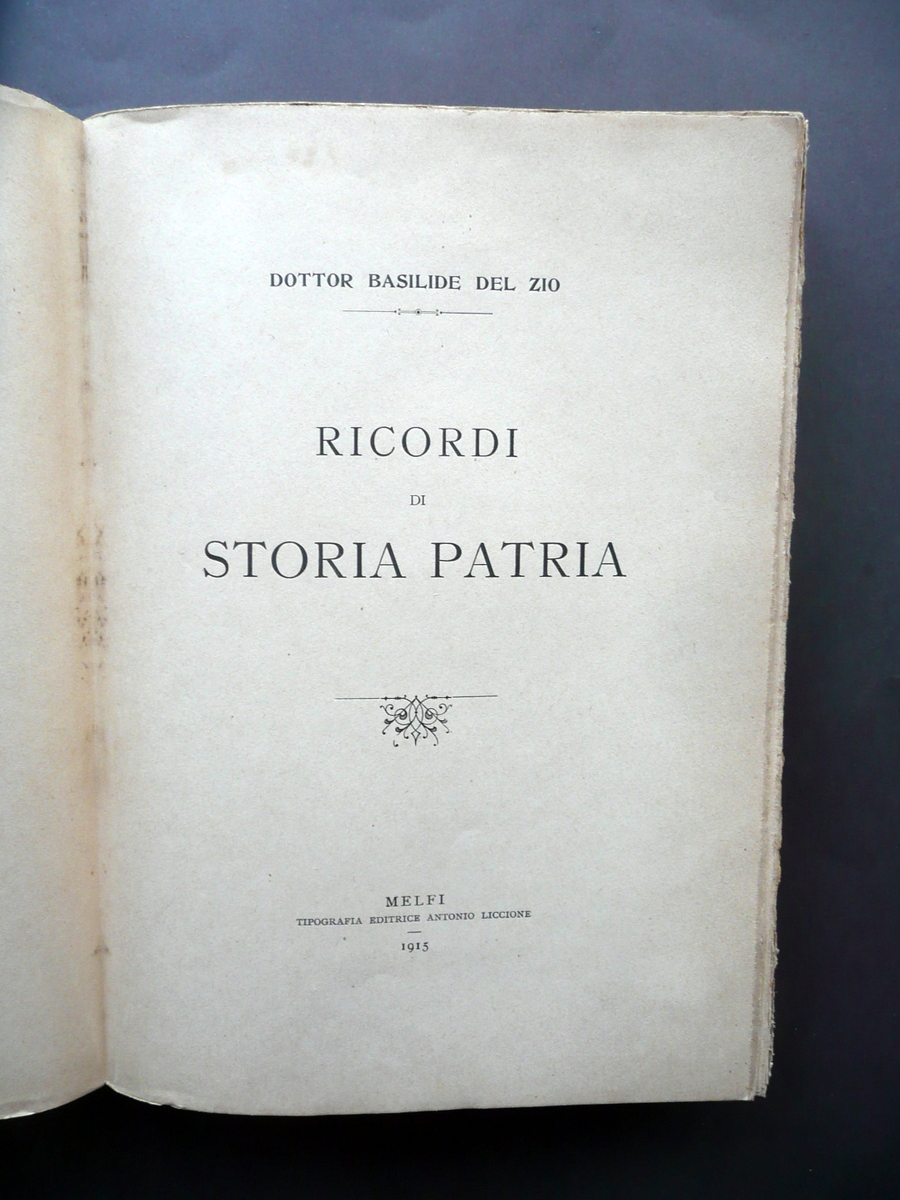 DOTTOR BASILIDE DEL ZIO
RICORDI
DI
STORIA PATRIA
MELFI
TIPOGRAFIA EDITRICE ANTONIO LICCIONE
1915